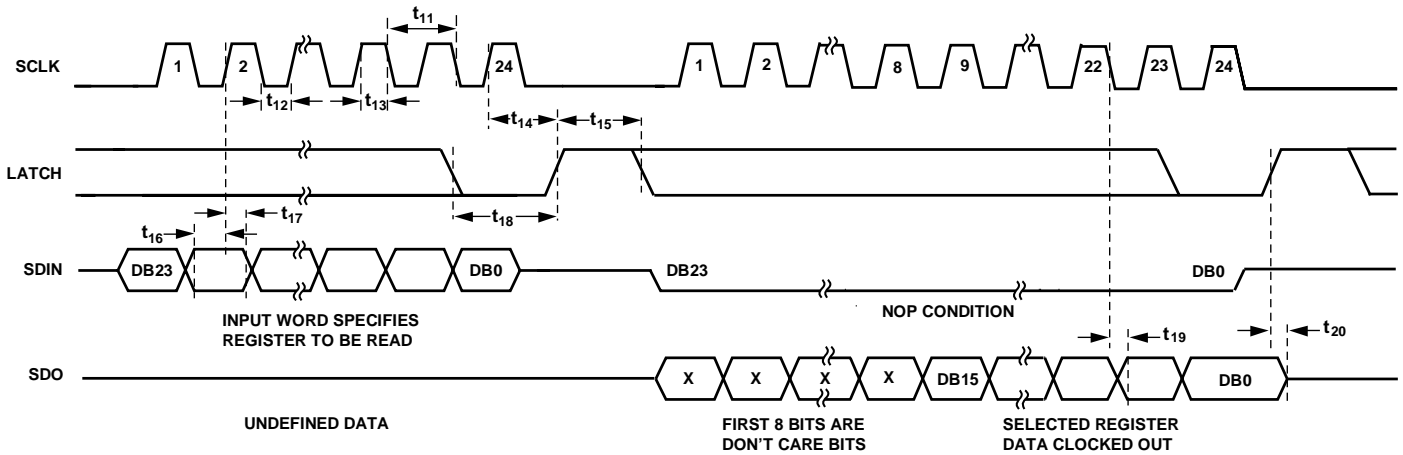 t11
SCLK 1 2 24 1 2 8 9 22 23 24
t12 t13
t14 t15
LATCH
t17 t18
t16
SDIN DB23 DB0 DB23 DB0
NOP CONDITION
INPUT WORD SPECIFIES
REGISTER TO BE READ
t19 t20
SDO X X X X DB15 DB0
UNDEFINED DATA
FIRST 8 BITS ARE
DON'T CARE BITS
SELECTED REGISTER
DATA CLOCKED OUT